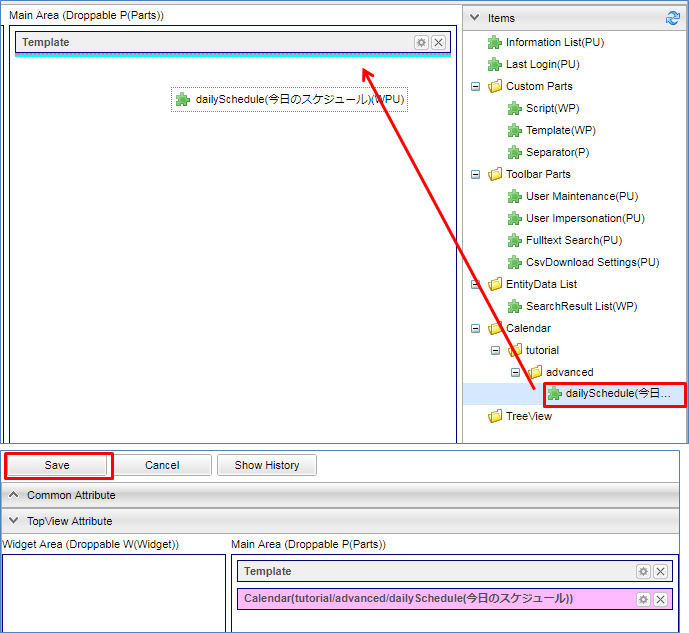 Main Area (Droppable P(Parts))
Template
dailySchedule(今日のスケジュール)(WPU)
Items
Information List(PU)
Last Login(PU)
Custom Parts
Script(WP)
Template(WP)
Separator(P)
Toolbar Parts
User Maintenance(PU)
User Impersonation(PU)
Fulltext Search(PU)
CsvDownload Settings(PU)
EntityData List
SearchResult List(WP)
Calendar
tutorial
advanced
dailySchedule(今日...
TreeView
Save
Cancel
Show History
Common Attribute
TopView Attribute
Widget Area (Droppable W(Widget))
Main Area (Droppable P(Parts))
Template
Calendar(tutorial/advanced/dailySchedule(今日のスケジュール))